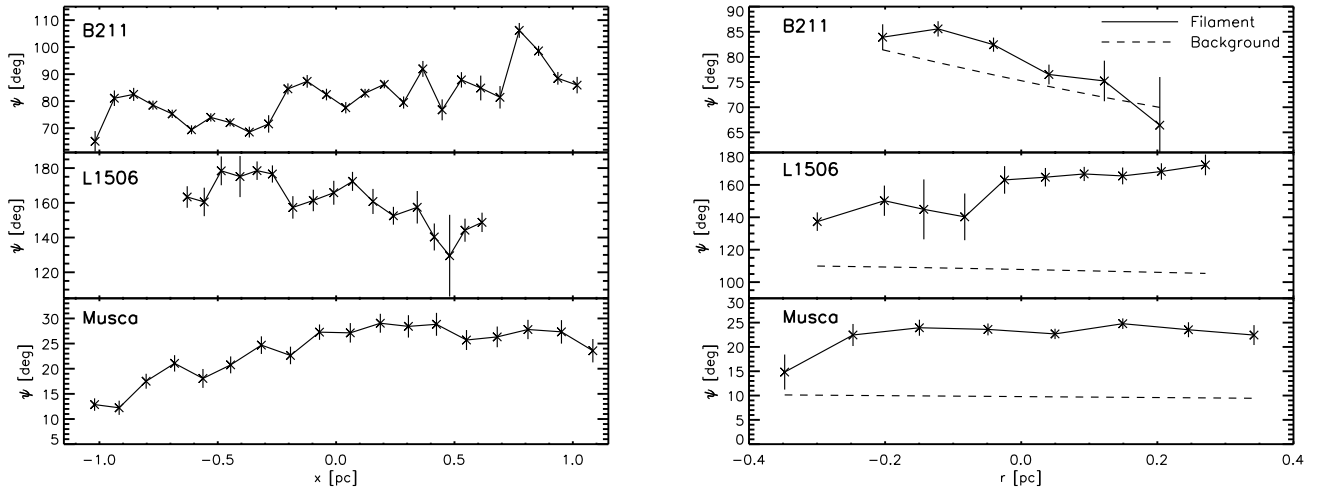 B211
ψ [deg]
110
100
90
80
70
L1506
ψ [deg]
180
160
140
120
Musca
ψ [deg]
30
25
20
15
10
5
−1.0 −0.5 0.0 0.5 1.0
x [pc]
B211
Filament
Background
ψ [deg]
90
85
80
75
70
65
L1506
ψ [deg]
180
160
140
120
100
Musca
ψ [deg]
30
25
20
15
10
5
0
−0.4 −0.2 0.0 0.2 0.4
r [pc]